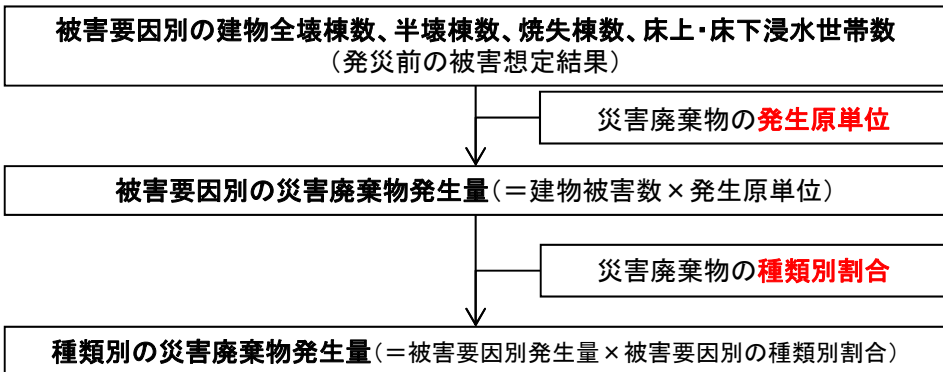 被害要因別の建物全壊棟数、半壊棟数、焼失棟数、床上・床下浸水世帯数
（発災前の被害想定結果）
災害廃棄物の発生原単位
被害要因別の災害廃棄物発生量（＝建物被害数×発生原単位）
災害廃棄物の種類別割合
種類別の災害廃棄物発生量（＝被害要因別発生量×被害要因別の種類別割合）